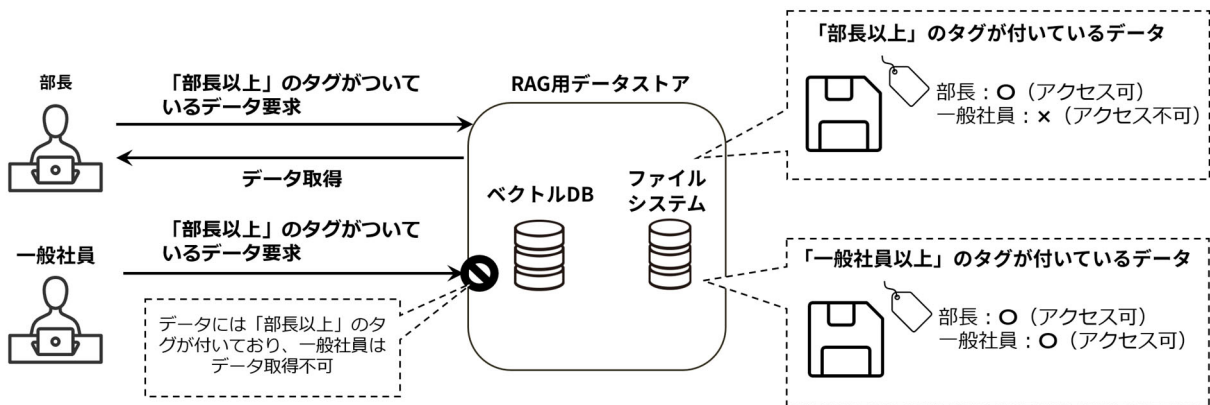 部長
「部長以上」のタグがついて
いるデータ要求
データ取得
一般社員
「部長以上」のタグがついて
いるデータ要求
データには「部長以上」のタ
グが付いており、一般社員は
データ取得不可
RAG用データストア
ベクトルDB
ファイル
システム
「部長以上」のタグが付いているデータ
部長：O（アクセス可）
一般社員：×（アクセス不可）
「一般社員以上」のタグが付いているデータ
部長：O（アクセス可）
一般社員：O（アクセス可）